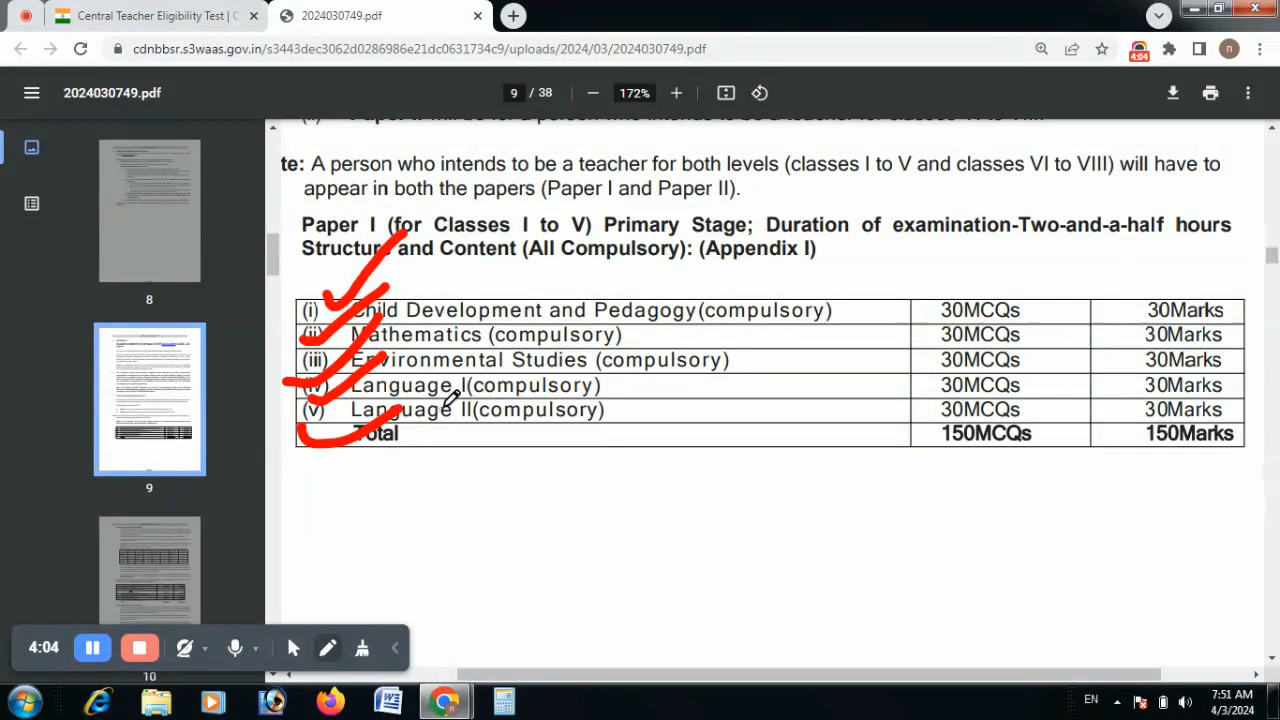 Central Teacher Eligibility Test | C
2024030749.pdf
cdnbbsr.s3waas.gov.in/s3443dec3062d0286986e21dc0631734c9/uploads/2024/03/2024030749.pdf
4:04
n
2024030749.pdf
9 / 38
172%
te: A person who intends to be a teacher for both levels (classes I to V and classes VI to VIII) will have to
appear in both the papers (Paper I and Paper II).
Paper I (for Classes I to V) Primary Stage; Duration of examination-Two-and-a-half hours
Structure and Content (All Compulsory): (Appendix I)
(i) Child Development and Pedagogy(compulsory) 30MCQs 30Marks
(ii) Mathematics (compulsory) 30MCQs 30Marks
(iii) Environmental Studies (compulsory) 30MCQs 30Marks
(iv) Language I(compulsory) 30MCQs 30Marks
(v) Language II(compulsory) 30MCQs 30Marks
Total 150MCQs 150Marks
8
9
10
4:04
EN
7:51 AM
4/3/2024